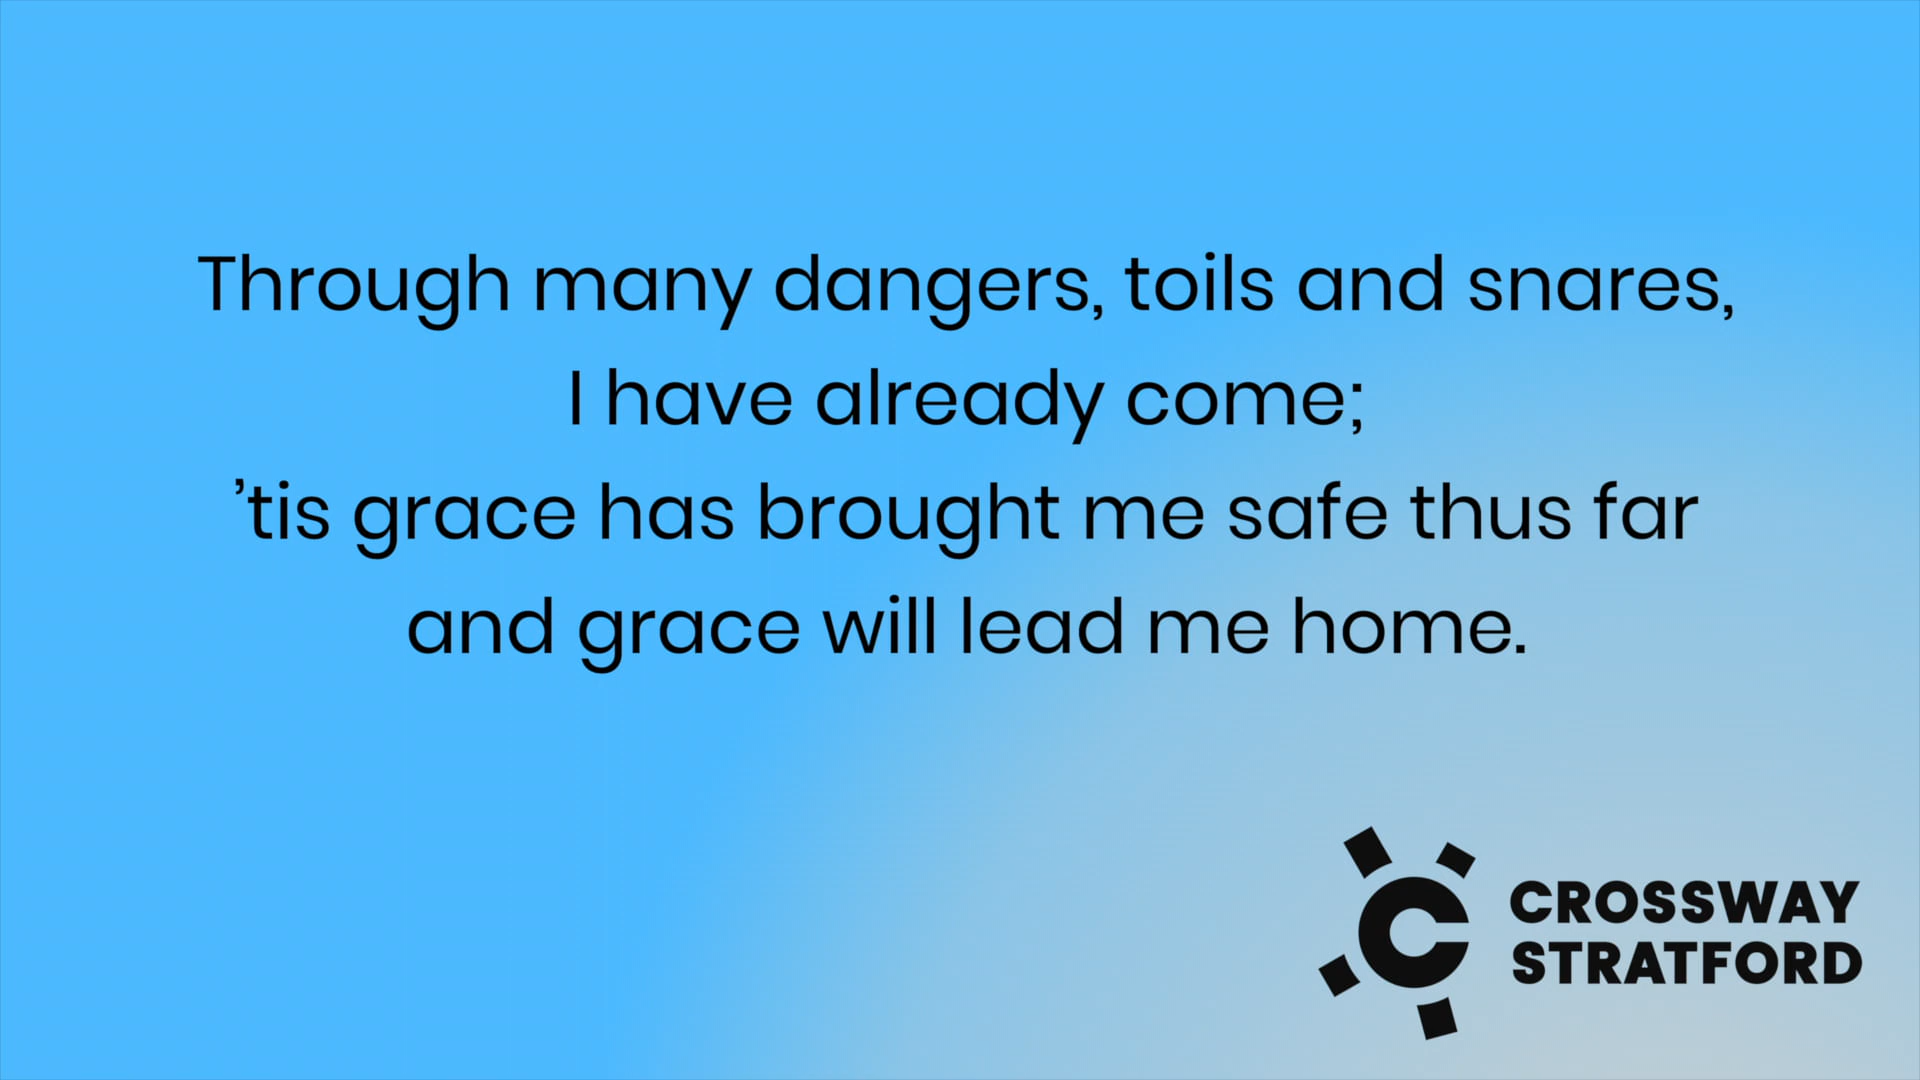 Through many dangers, toils and snares,
I have already come;
’tis grace has brought me safe thus far
and grace will lead me home.
CROSSWAY
STRATFORD